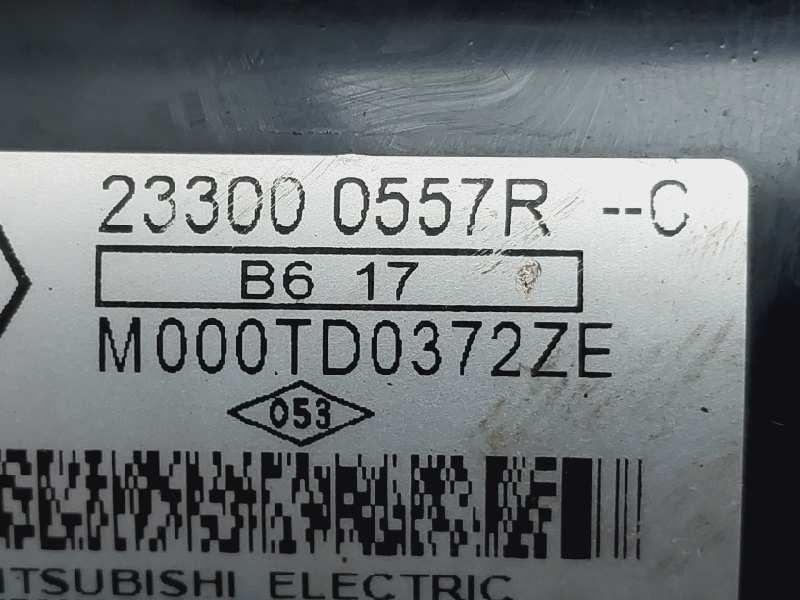 23300 0557R --C
B6 17
M000TD0372ZE
053
ITSUBISHI ELECTRIC